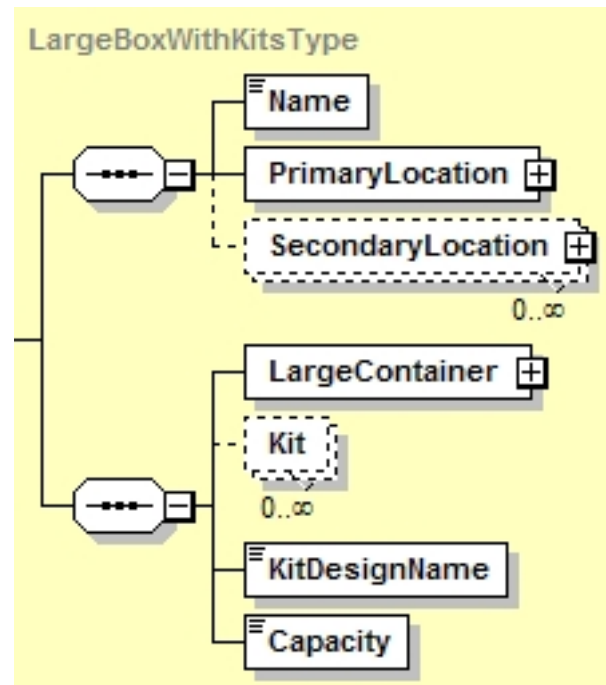 LargeBoxWithKitsType
Name
PrimaryLocation
SecondaryLocation
0..∞
LargeContainer
Kit
0..∞
KitDesignName
Capacity